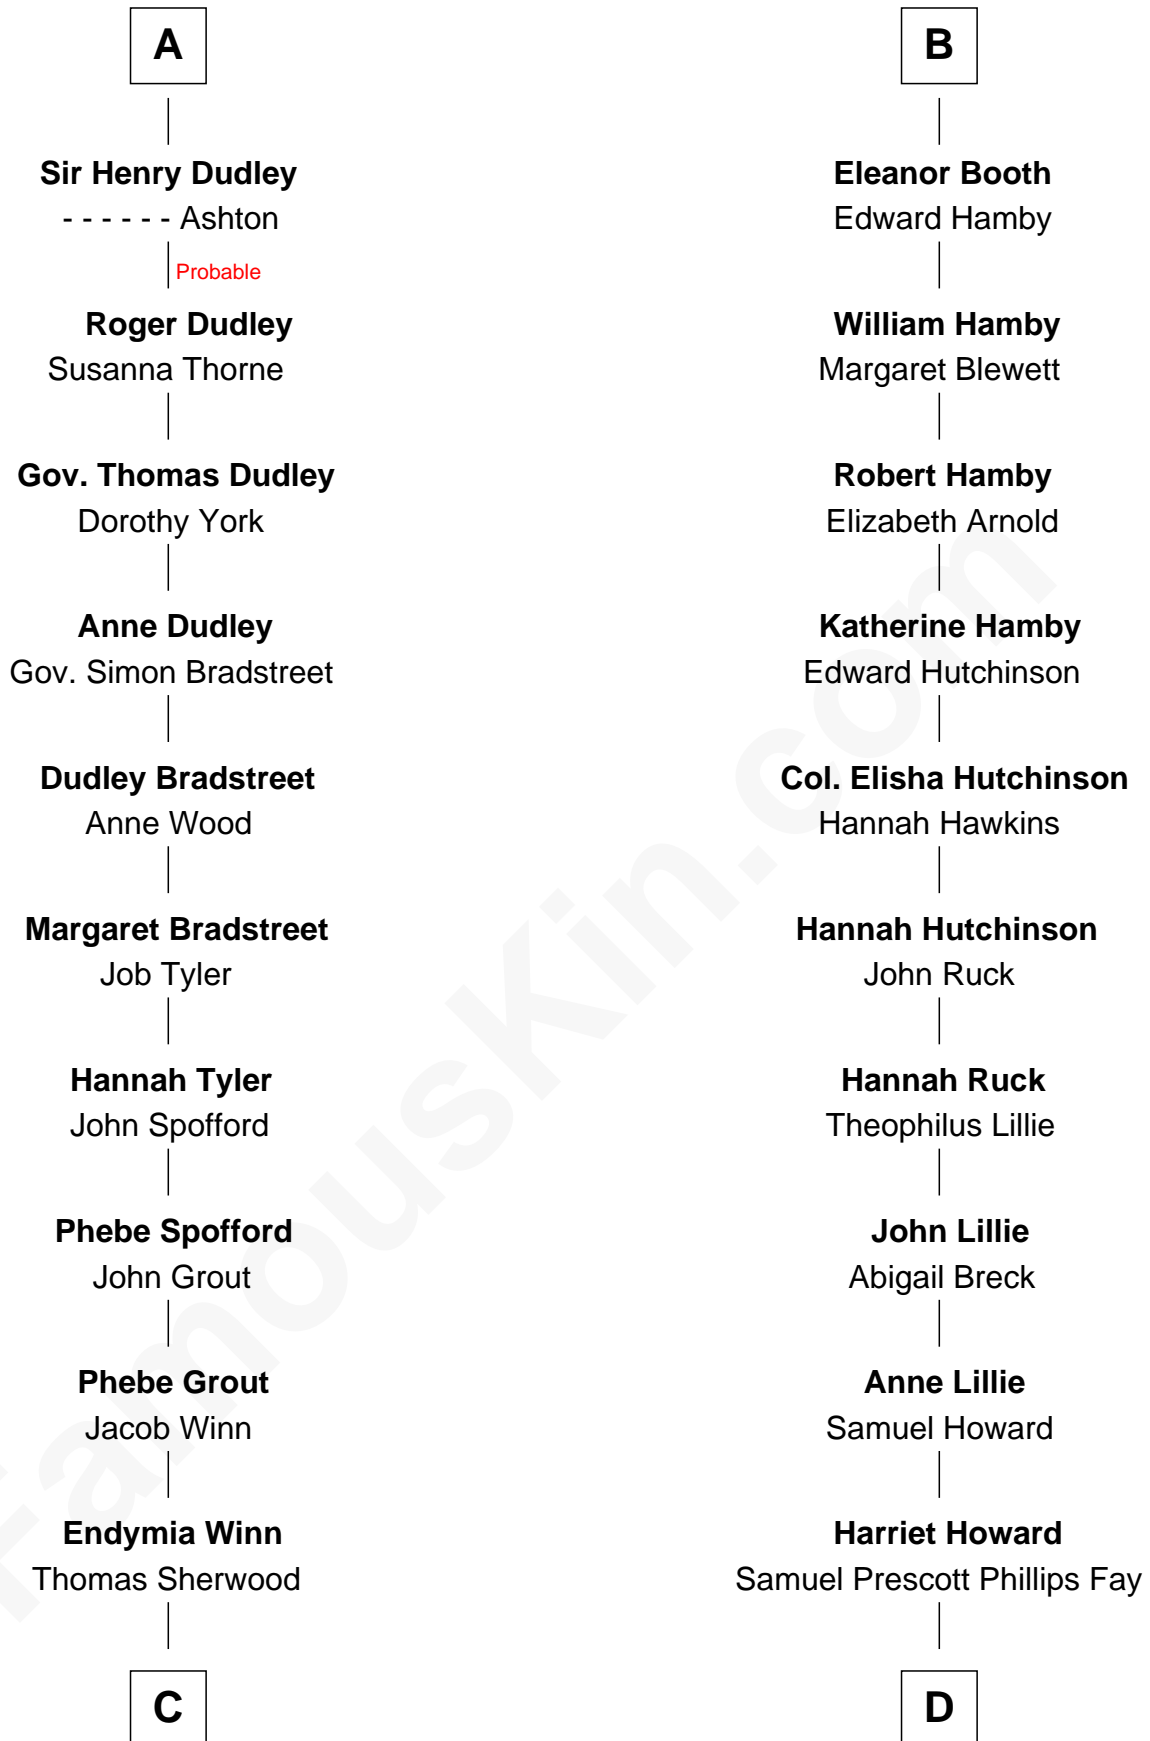 A
Sir Henry Dudley
- - - - - - Ashton
Probable
Roger Dudley
Susanna Thorne
Gov. Thomas Dudley
Dorothy York
Anne Dudley
Gov. Simon Bradstreet
Dudley Bradstreet
Anne Wood
Margaret Bradstreet
Job Tyler
Hannah Tyler
John Spofford
Phebe Spofford
John Grout
Phebe Grout
Jacob Winn
Endymia Winn
Thomas Sherwood
C
B
Eleanor Booth
Edward Hamby
William Hamby
Margaret Blewett
Robert Hamby
Elizabeth Arnold
Katherine Hamby
Edward Hutchinson
Col. Elisha Hutchinson
Hannah Hawkins
Hannah Hutchinson
John Ruck
Hannah Ruck
Theophilus Lillie
John Lillie
Abigail Breck
Anne Lillie
Samuel Howard
Harriet Howard
Samuel Prescott Phillips Fay
D
FamousKin.com